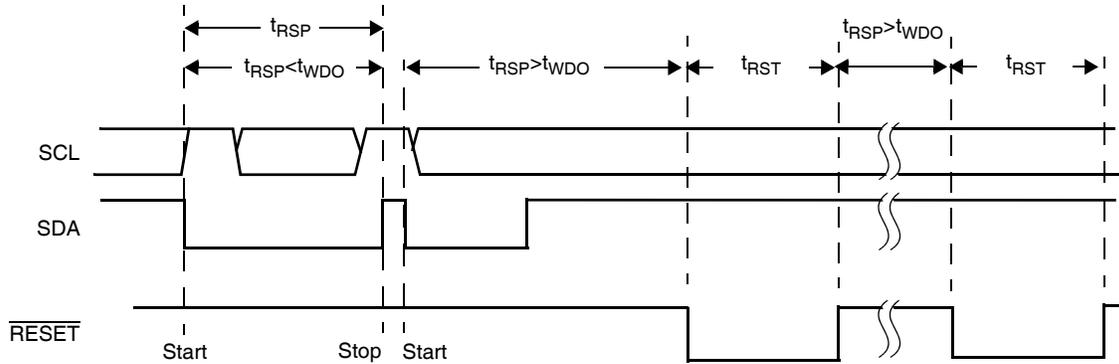 tRSP
tRSP>tWDO
tRSP<tWDO
tRSP>tWDO
tRST
tRST
SCL
SDA
RESET
Start
Stop
Start